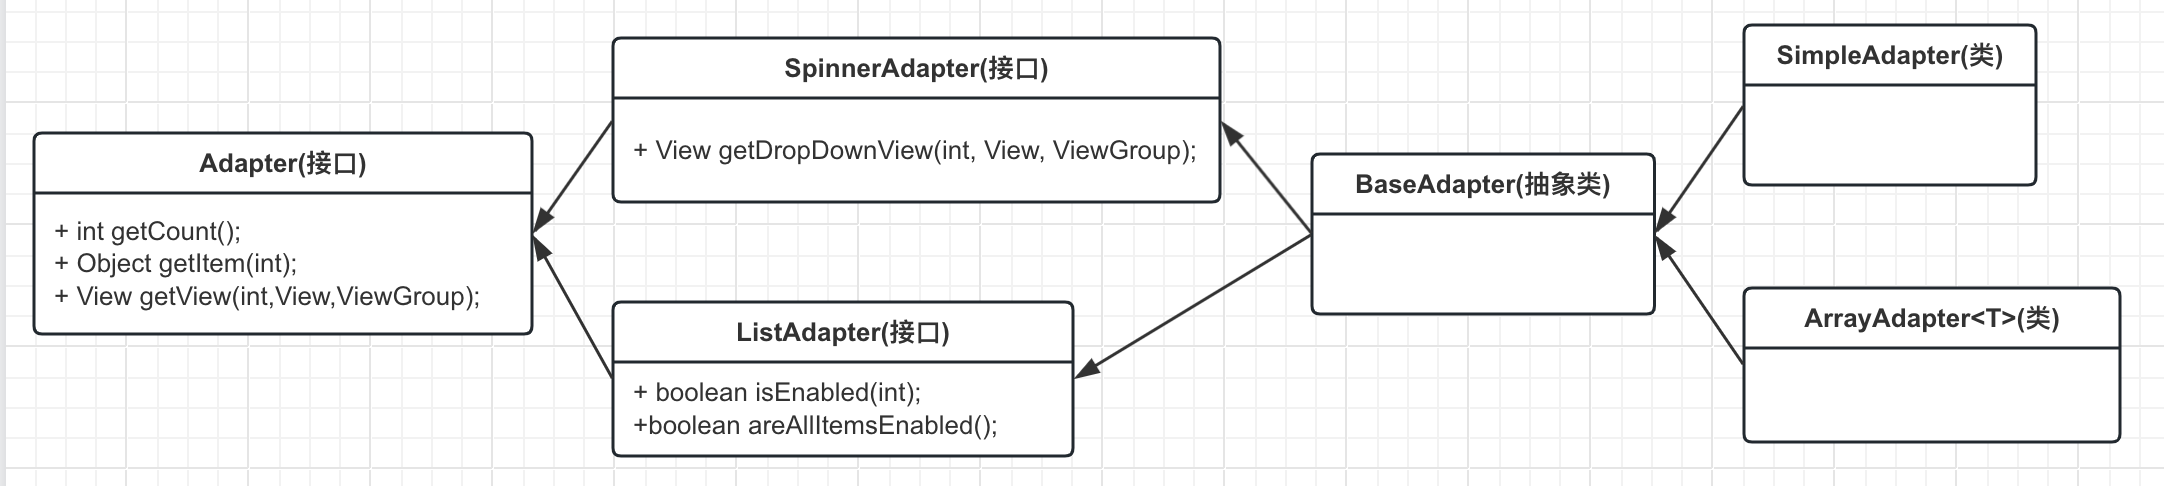 Adapter(接口)
+ int getCount();
+ Object getItem(int);
+ View getView(int,View,ViewGroup);
SpinnerAdapter(接口)
+ View getDropDownView(int, View, ViewGroup);
ListAdapter(接口)
+ boolean isEnabled(int);
+boolean areAllItemsEnabled();
BaseAdapter(抽象类)
SimpleAdapter(类)
ArrayAdapter<T>(类)